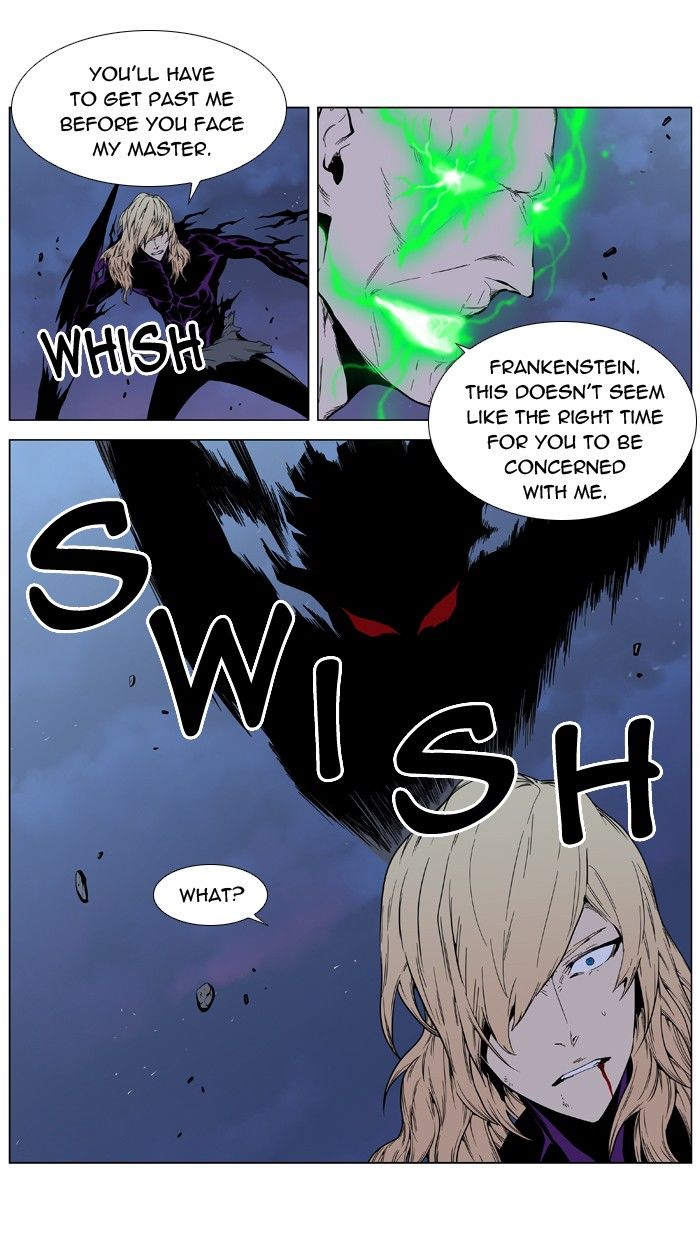 YOU'LL HAVE
TO GET PAST ME
BEFORE YOU FACE
MY MASTER.
WHISH
FRANKENSTEIN.
THIS DOESN'T SEEM
LIKE THE RIGHT TIME
FOR YOU TO BE
CONCERNED
WITH ME.
SWISH
WHAT?